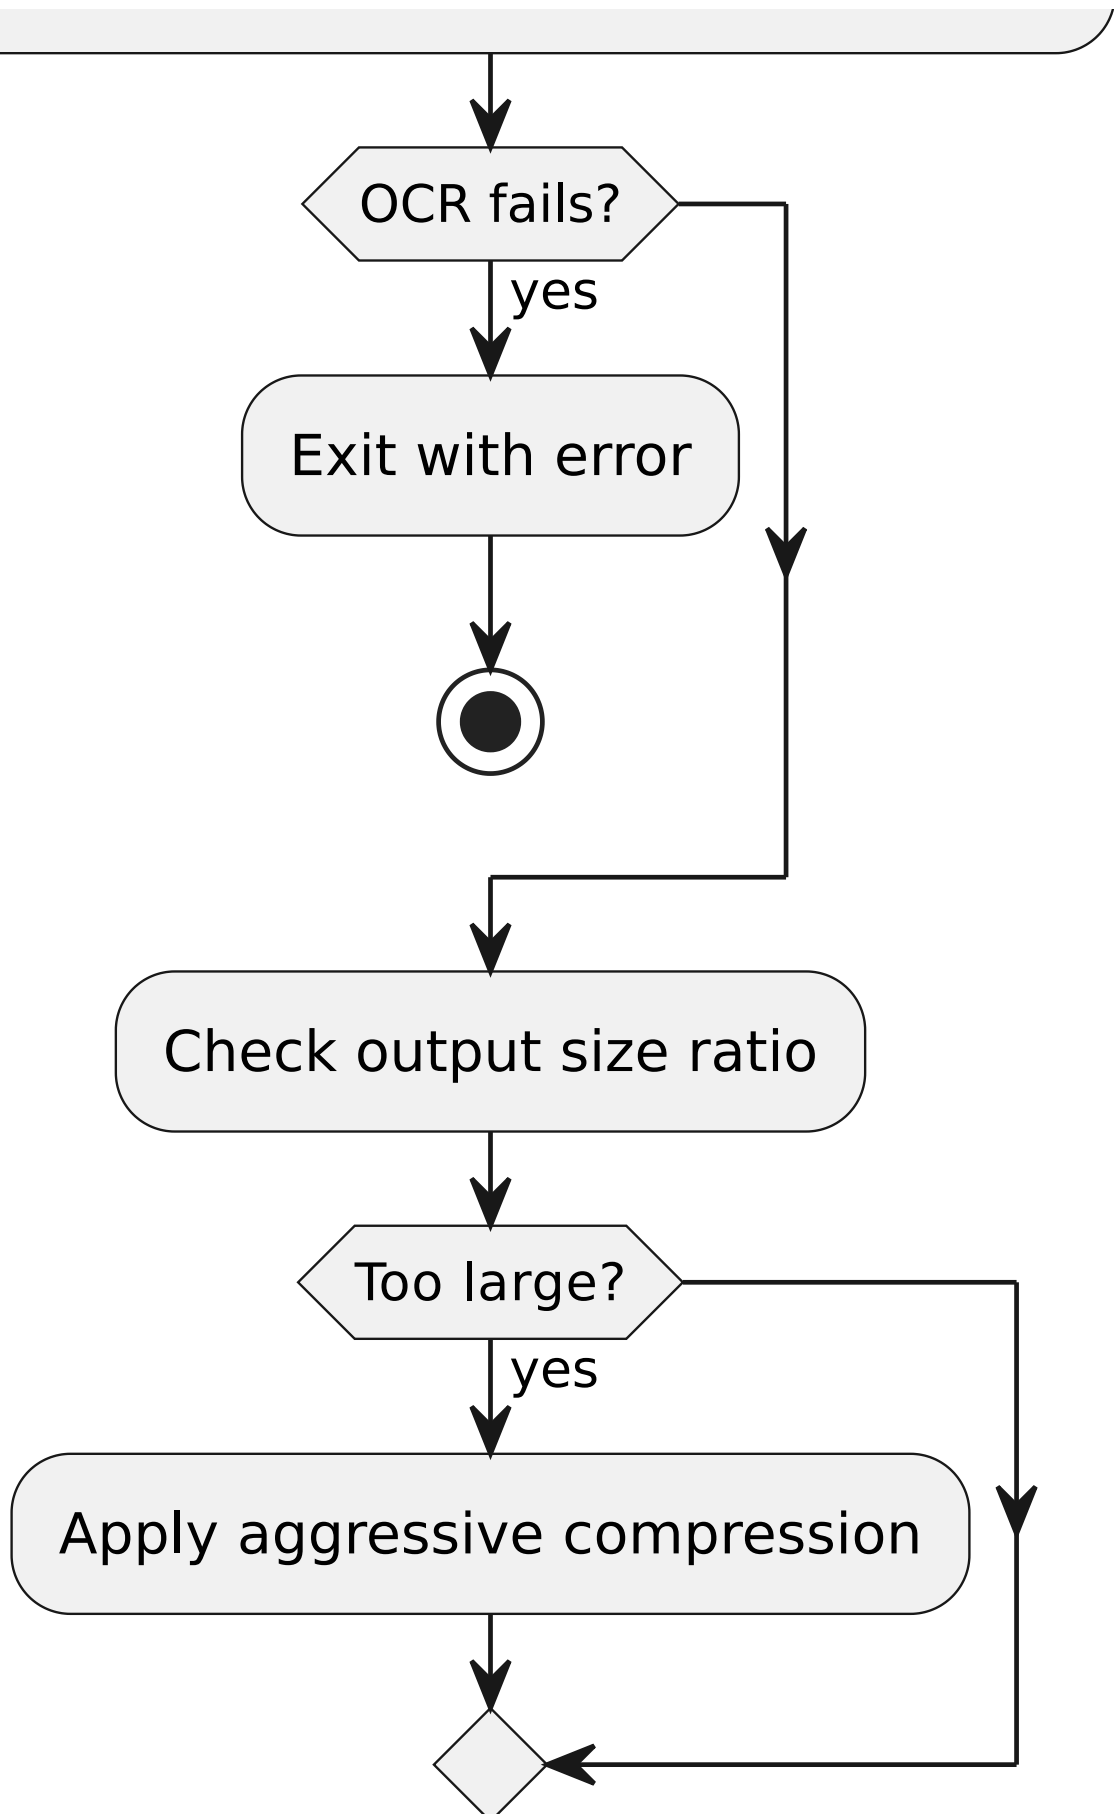 OCR fails?
yes
Exit with error
Check output size ratio
Too large?
yes
Apply aggressive compression